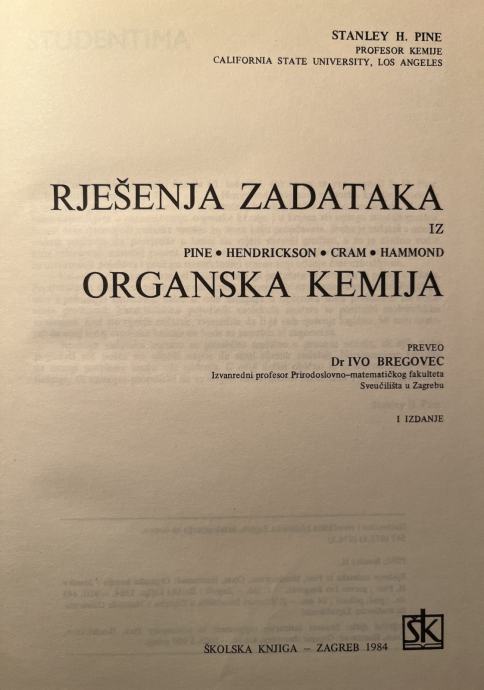 STANLEY H. PINE
PROFESOR KEMIJE
CALIFORNIA STATE UNIVERSITY, LOS ANGELES
RJEŠENJA ZADATAKA
IZ
PINE • HENDRICKSON • CRAM • HAMMOND
ORGANSKA KEMIJA
PREVEO
Dr IVO BREGOVEC
Izvanredni profesor Prirodoslovno–matematičkog fakulteta
Sveučilišta u Zagrebu
I IZDANJE
ŠK
ŠKOLSKA KNJIGA – ZAGREB 1984